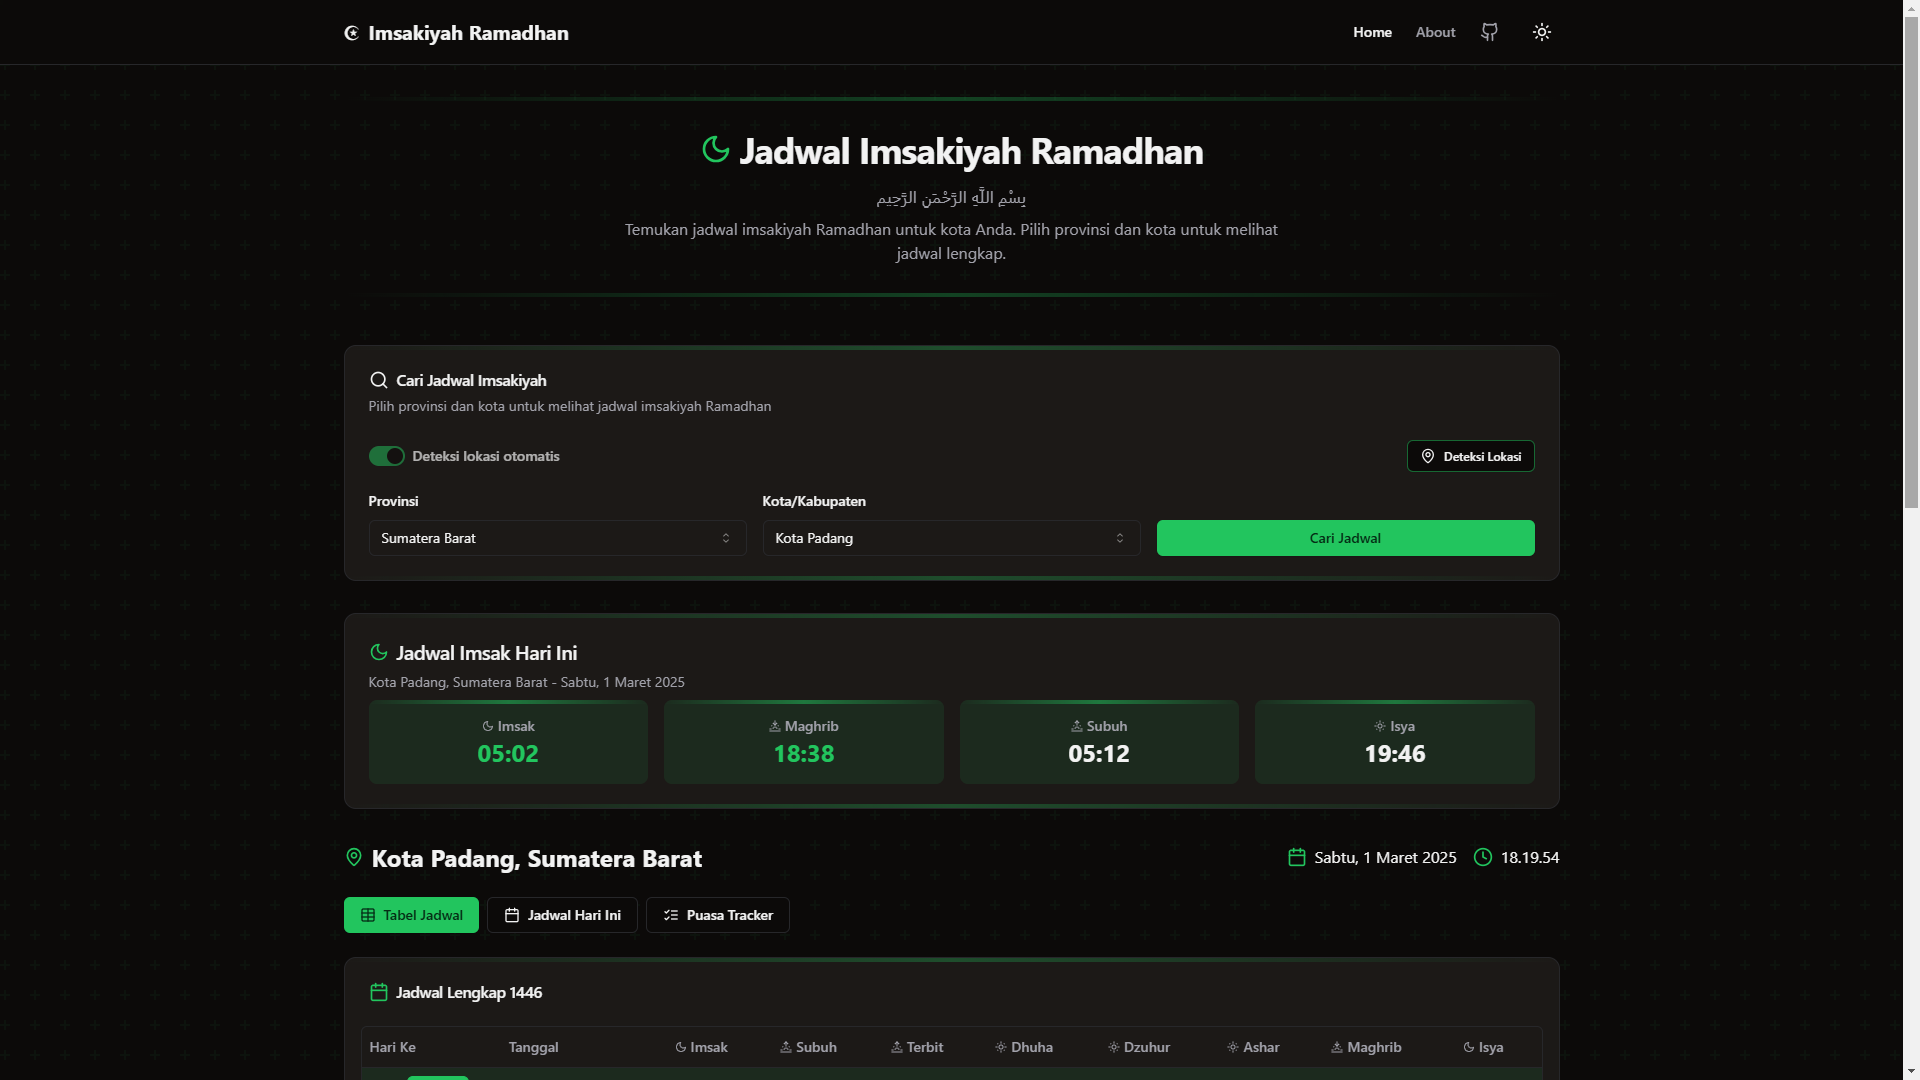 Imsakiyah Ramadhan
Home
About
Jadwal Imsakiyah Ramadhan
بِسْمِ اللَّهِ الرَّحْمَنِ الرَّحِيم
Temukan jadwal imsakiyah Ramadhan untuk kota Anda. Pilih provinsi dan kota untuk melihat
jadwal lengkap.
Cari Jadwal Imsakiyah
Pilih provinsi dan kota untuk melihat jadwal imsakiyah Ramadhan
Deteksi lokasi otomatis
Deteksi Lokasi
Provinsi
Kota/Kabupaten
Sumatera Barat
Kota Padang
Cari Jadwal
Jadwal Imsak Hari Ini
Kota Padang, Sumatera Barat - Sabtu, 1 Maret 2025
Imsak
05:02
Maghrib
18:38
Subuh
05:12
Isya
19:46
Kota Padang, Sumatera Barat
Sabtu, 1 Maret 2025
18.19.54
Tabel Jadwal
Jadwal Hari Ini
Puasa Tracker
Jadwal Lengkap 1446
Hari Ke Tanggal Imsak Subuh Terbit Dhuha Dzuhur Ashar Maghrib Isya